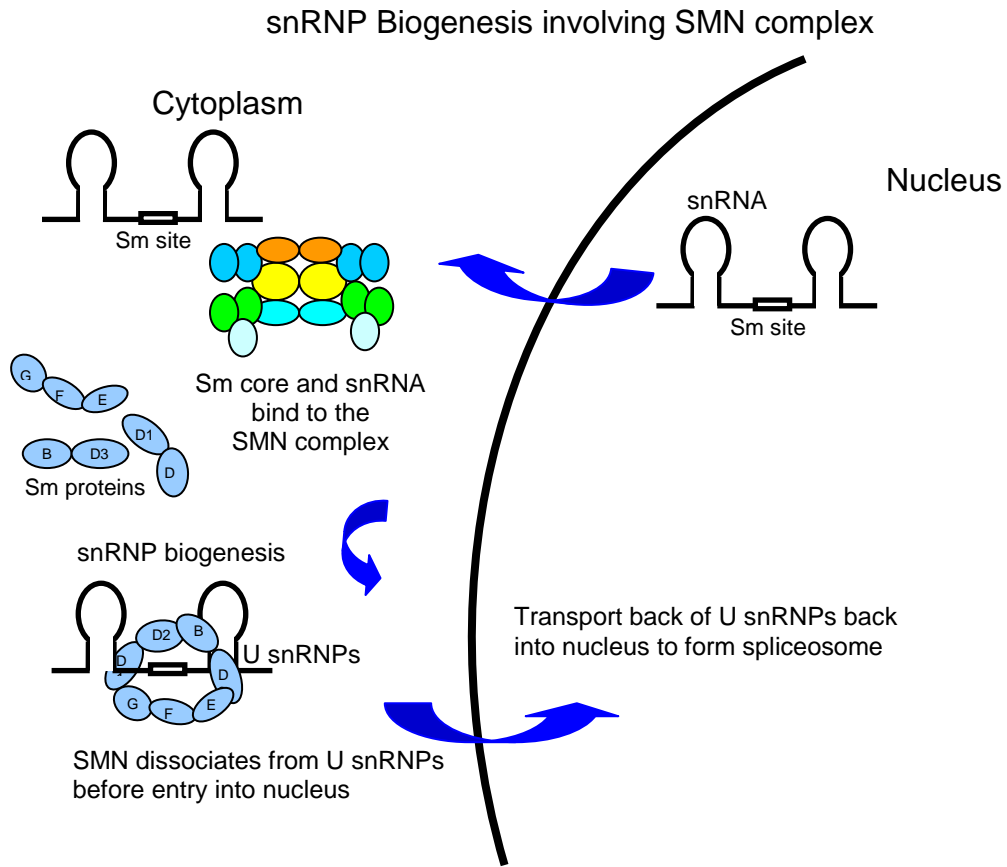 snRNP Biogenesis involving SMN complex
Cytoplasm
Nucleus
snRNA
Sm site
Sm site
Sm core and snRNA
bind to the
SMN complex
G
F
E
D1
D
B
D3
Sm proteins
snRNP biogenesis
D2
B
U snRNPs
D
D
G
F
E
SMN dissociates from U snRNPs
before entry into nucleus
Transport back of U snRNPs back
into nucleus to form spliceosome